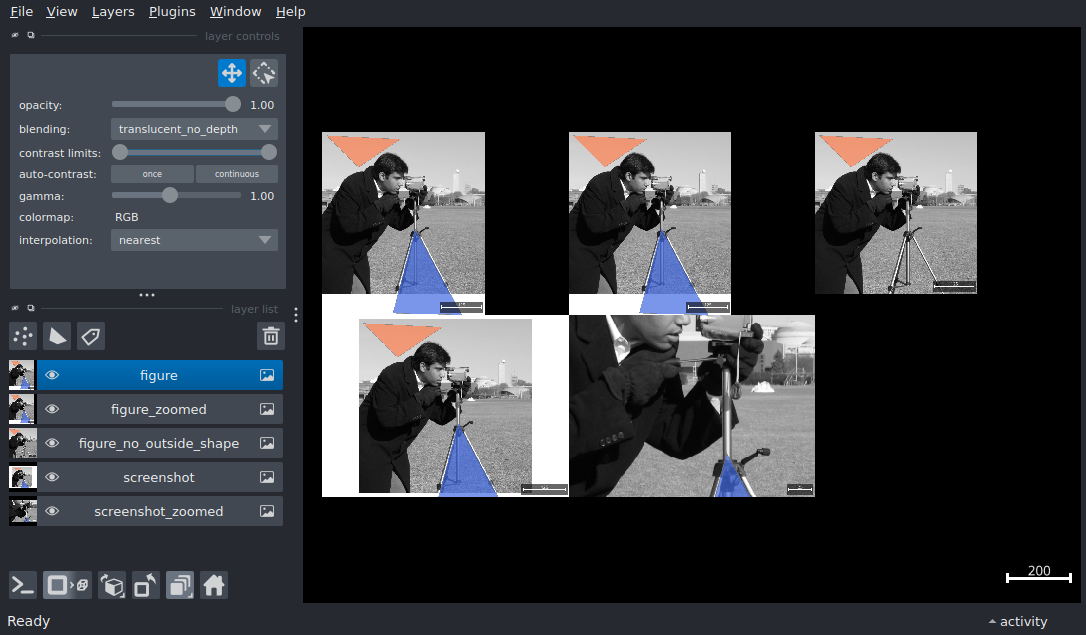 File View Layers Plugins Window Help
layer controls
opacity: 1.00
blending: translucent_no_depth
contrast limits:
auto-contrast: once continuous
gamma: 1.00
colormap: RGB
interpolation: nearest
layer list
figure
figure_zoomed
figure_no_outside_shape
screenshot
screenshot_zoomed
200
Ready
activity